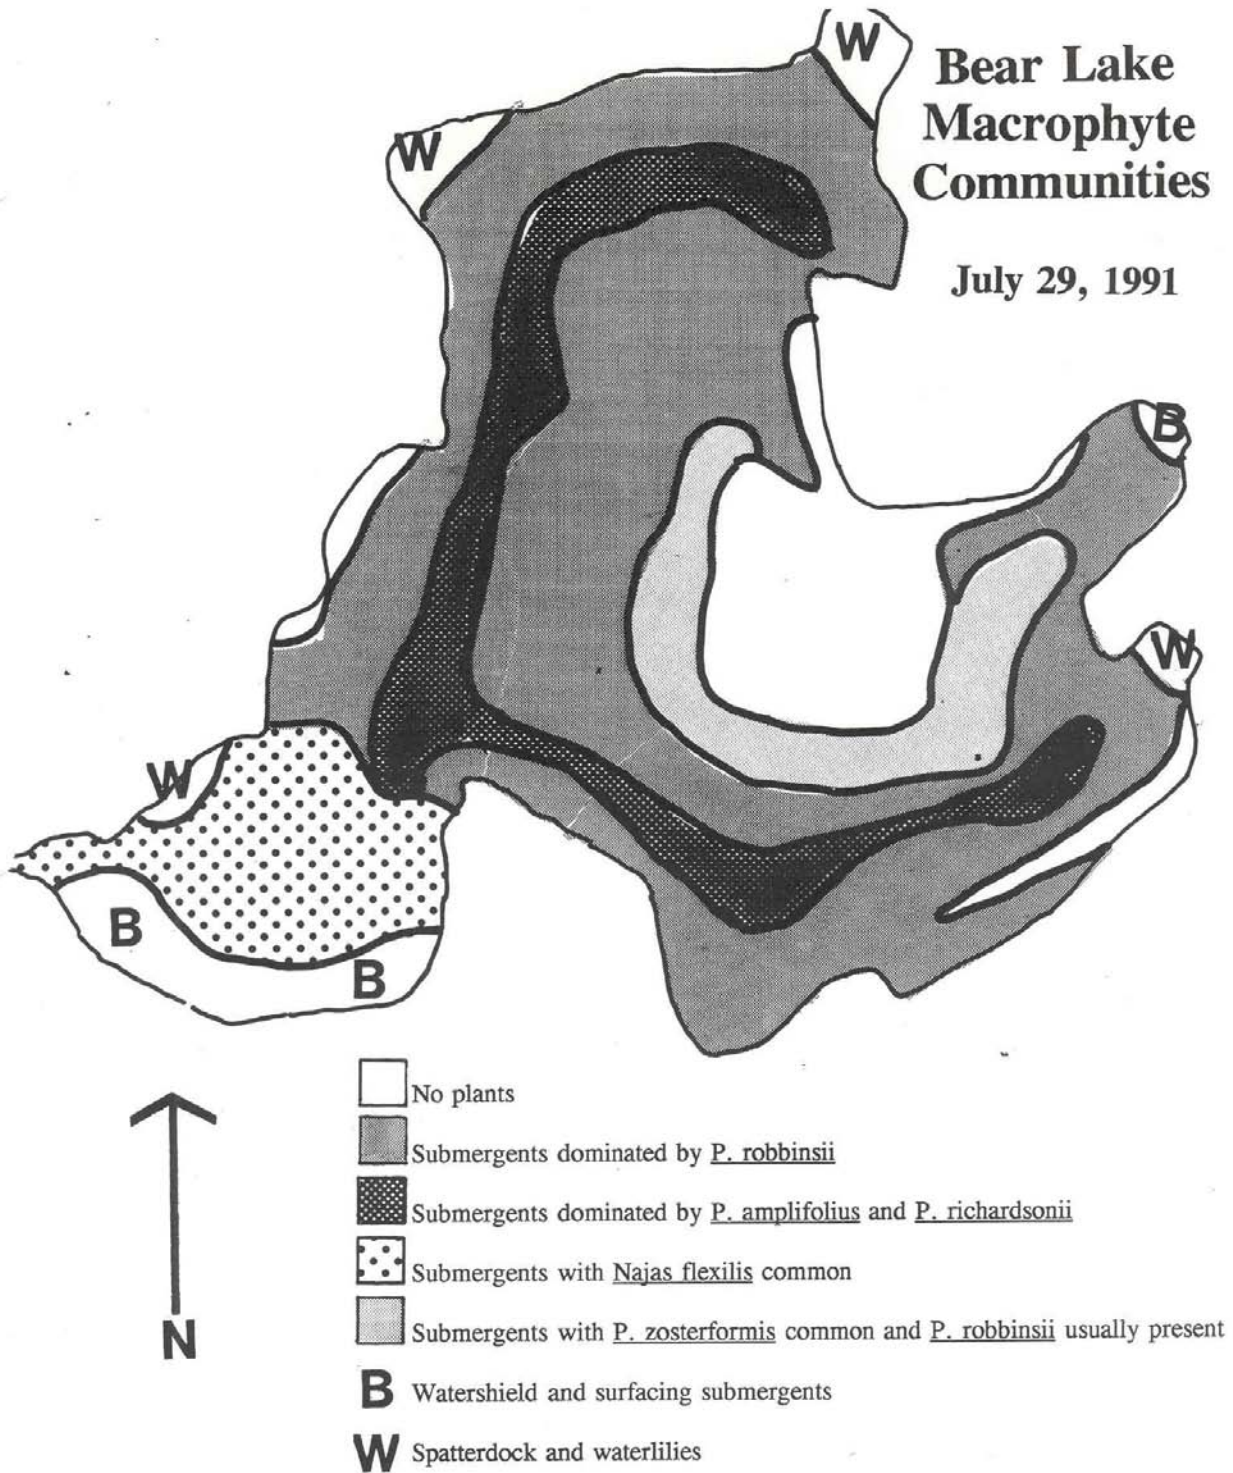 W
Bear Lake
Macrophyte
Communities
W
July 29, 1991
B
W
W
B
B
No plants
Submergents dominated by P. robbinsii
Submergents dominated by P. amplifolius and P. richardsonii
Submergents with Najas flexilis common
N
Submergents with P. zosterformis common and P. robbinsii usually present
B Watershield and surfacing submergents
W Spatterdock and waterlilies